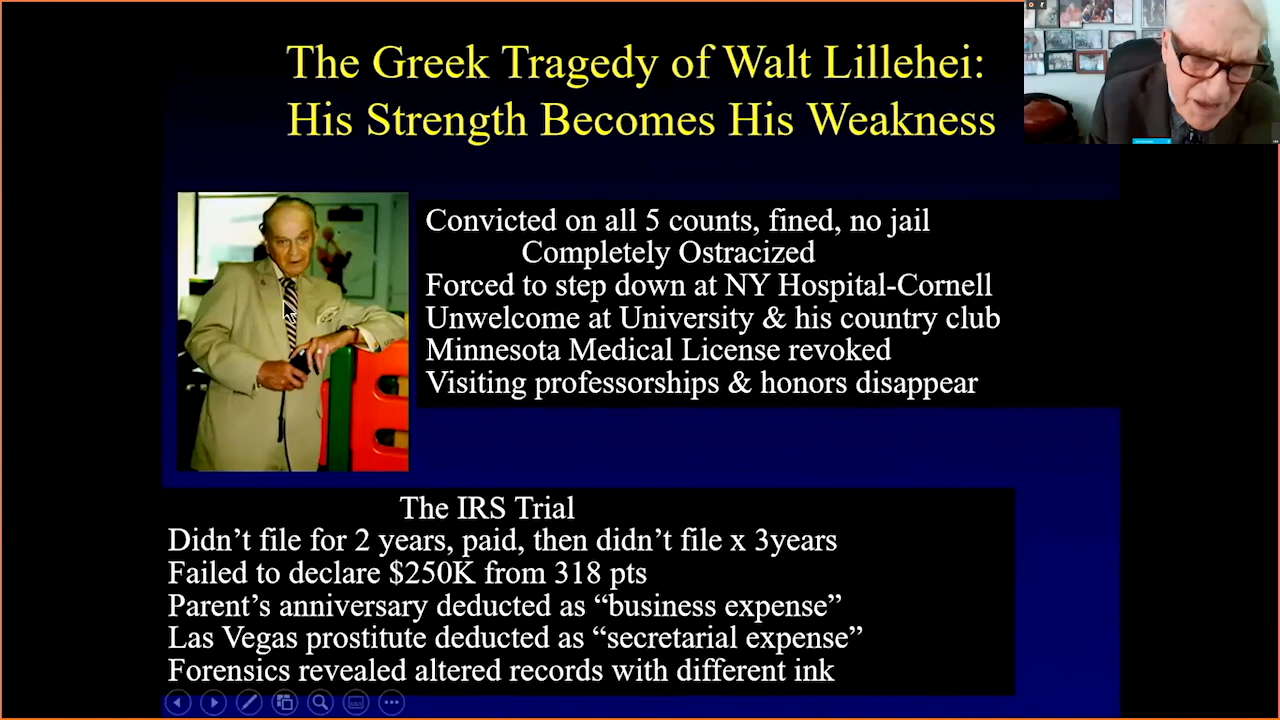 The Greek Tragedy of Walt Lillehei:
His Strength Becomes His Weakness
Convicted on all 5 counts, fined, no jail
Completely Ostracized
Forced to step down at NY Hospital-Cornell
Unwelcome at University & his country club
Minnesota Medical License revoked
Visiting professorships & honors disappear
The IRS Trial
Didn’t file for 2 years, paid, then didn’t file x 3years
Failed to declare $250K from 318 pts
Parent’s anniversary deducted as “business expense”
Las Vegas prostitute deducted as “secretarial expense”
Forensics revealed altered records with different ink